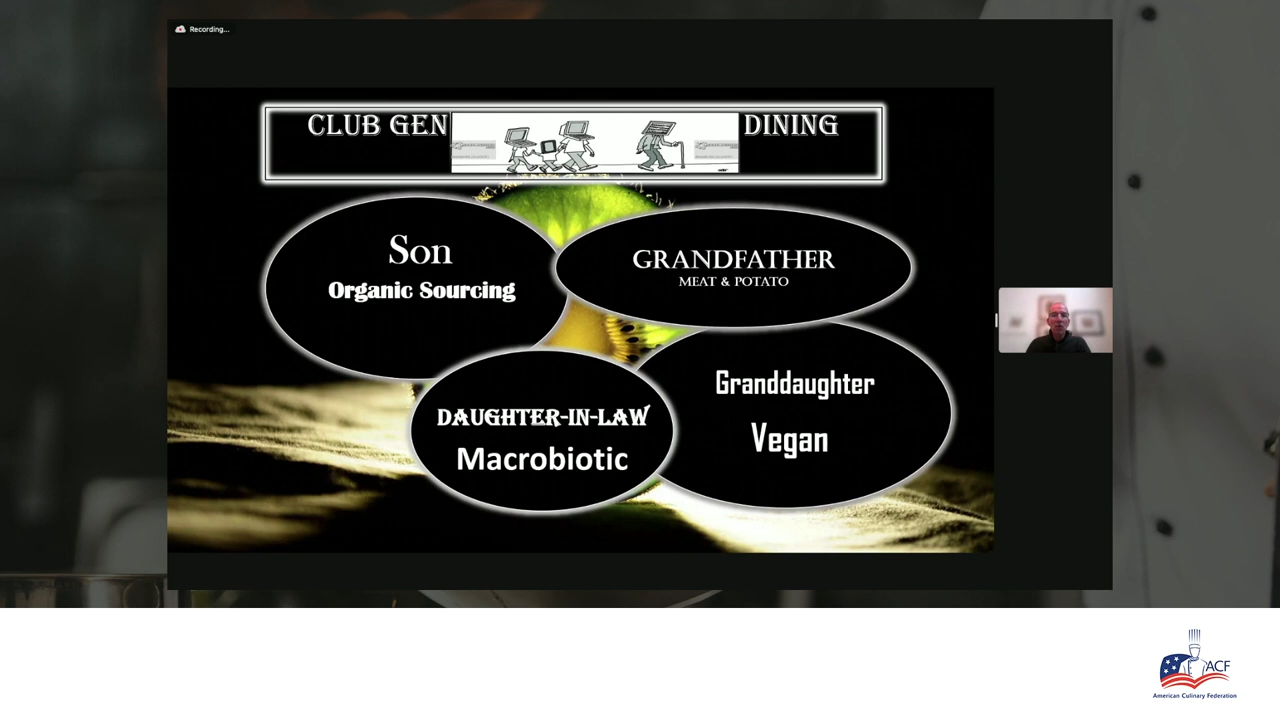 Recording...
CLUB GEN
DINING
Son
Organic Sourcing
GRANDFATHER
MEAT & POTATO
Granddaughter
Vegan
DAUGHTER-IN-LAW
Macrobiotic
ACF
American Culinary Federation